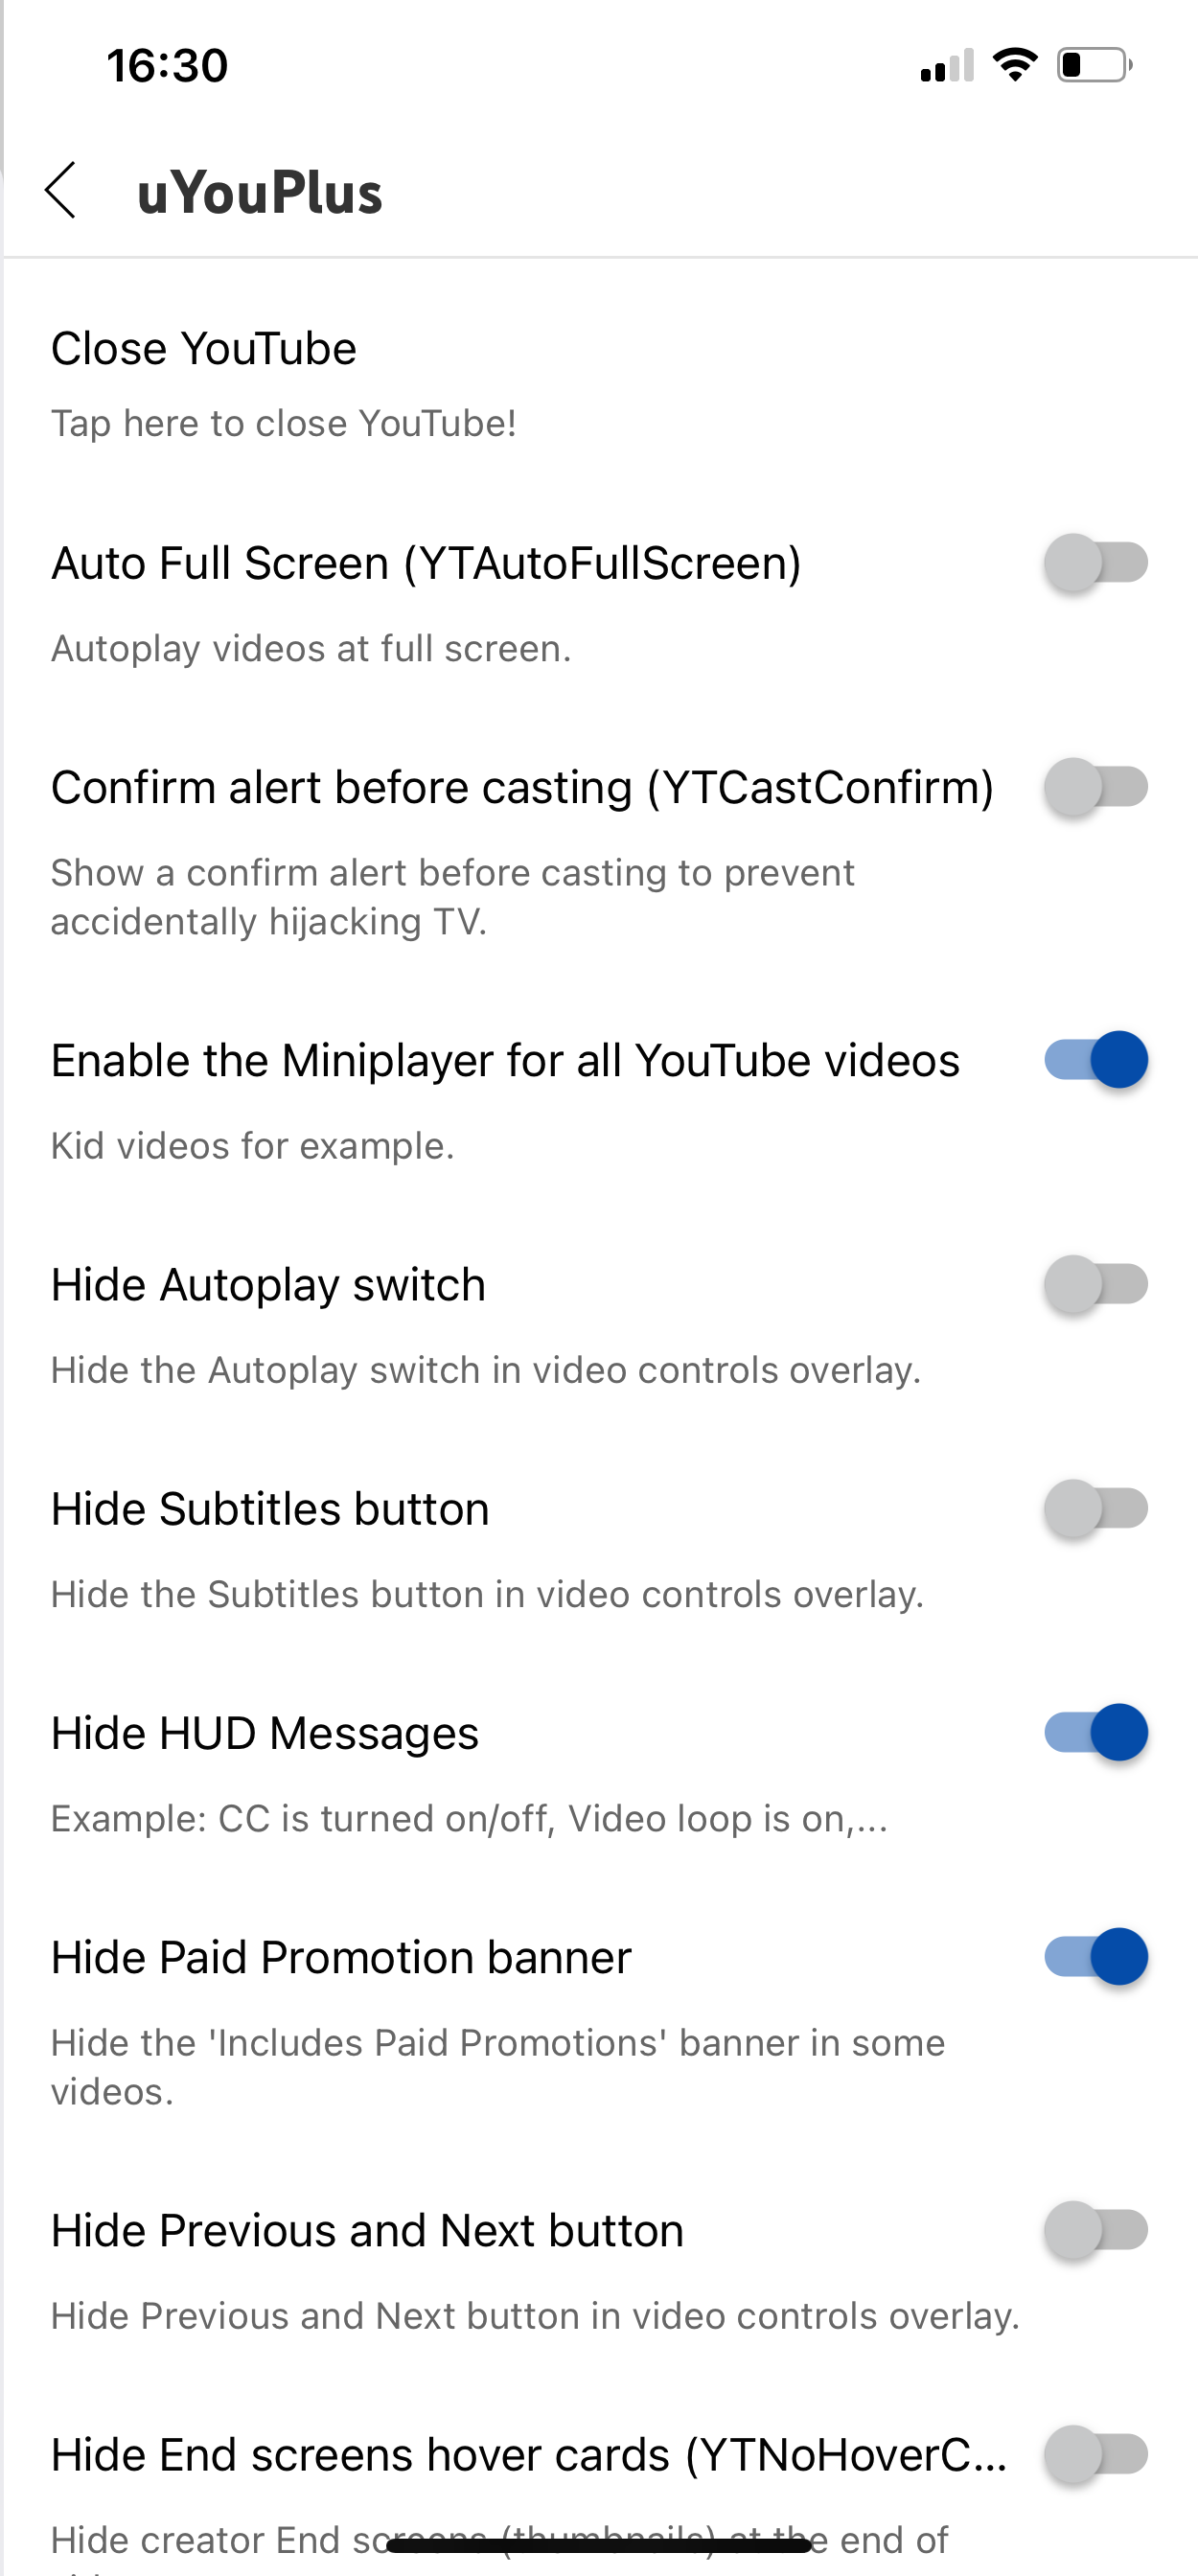 16:30
uYouPlus
Close YouTube
Tap here to close YouTube!
Auto Full Screen (YTAutoFullScreen)
Autoplay videos at full screen.
Confirm alert before casting (YTCastConfirm)
Show a confirm alert before casting to prevent
accidentally hijacking TV.
Enable the Miniplayer for all YouTube videos
Kid videos for example.
Hide Autoplay switch
Hide the Autoplay switch in video controls overlay.
Hide Subtitles button
Hide the Subtitles button in video controls overlay.
Hide HUD Messages
Example: CC is turned on/off, Video loop is on,...
Hide Paid Promotion banner
Hide the 'Includes Paid Promotions' banner in some
videos.
Hide Previous and Next button
Hide Previous and Next button in video controls overlay.
Hide End screens hover cards (YTNoHoverC...
Hide creator End screens (thumbnails) at the end of